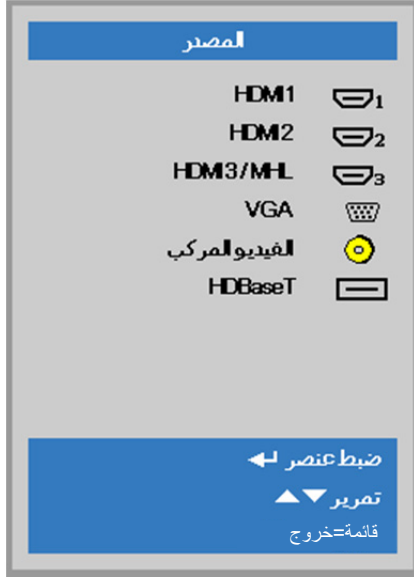 المصدر
HDMI1
HDMI2
HDMI3/MHL
VGA
الفيديو المركب
HDBaseT
ضبط عنصر
تمرير
قائمة=خروج